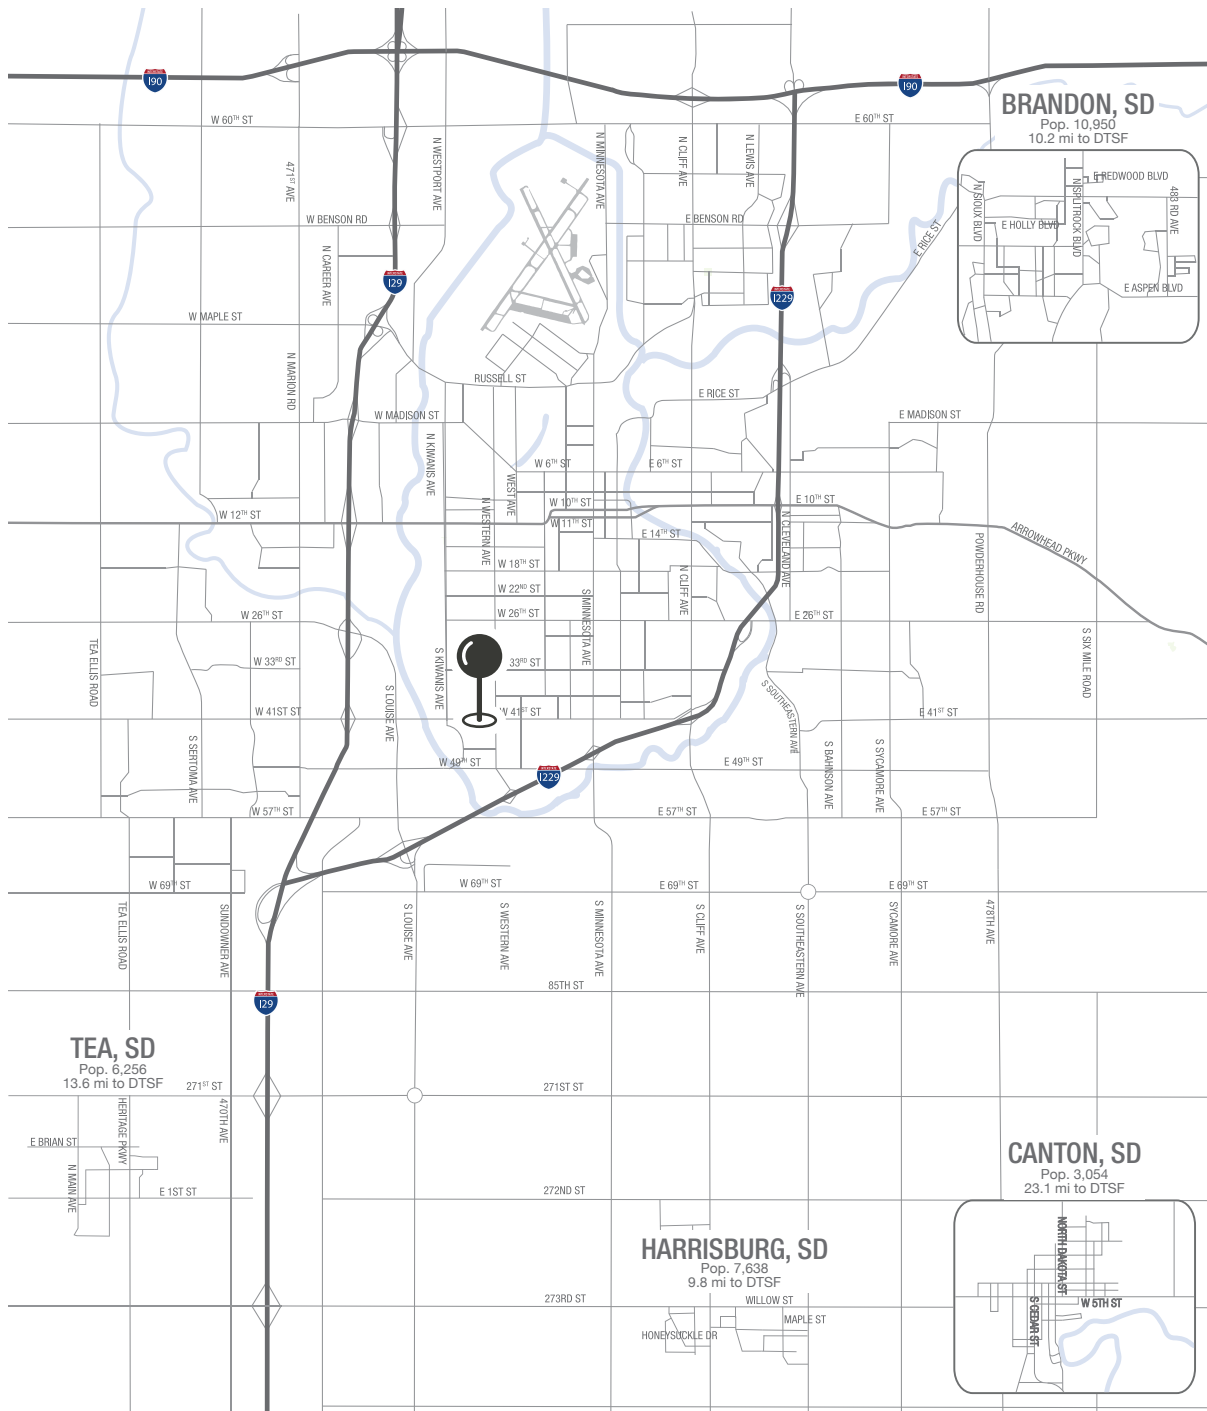 I90
I90
BRANDON, SD
Pop. 10,950
10.2 mi to DTSF
W 60TH ST
E 60TH ST
N WESTPORT AVE
N MINNESOTA AVE
N CLIFF AVE
N LEWIS AVE
471ST AVE
E REDWOOD BLVD
N SIOUX BLVD
N SPLITROCK BLVD
483 RD AVE
E HOLLY BLVD
E ASPEN BLVD
W BENSON RD
E BENSON RD
E RICE ST
N CAREER AVE
I29
I229
W MAPLE ST
N MARION RD
RUSSELL ST
E RICE ST
W MADISON ST
E MADISON ST
N KIWANIS AVE
W 6TH ST
E 6TH ST
WEST AVE
N WESTERN AVE
W 10TH ST
E 10TH ST
W 12TH ST
W 11TH ST
E 14TH ST
N CLEVELAND AVE
ARROWHEAD PKWY
POWDERHOUSE RD
W 18TH ST
N CLIFF AVE
W 22ND ST
S MINNESOTA AVE
W 26TH ST
W 26TH ST
E 26TH ST
TEA ELLIS ROAD
S SIX MILE ROAD
W 33RD ST
S KIWANIS AVE
33RD ST
S LOUISE AVE
S SOUTHEASTERN AVE
W 41ST ST
W 41ST ST
E 41ST ST
S SERTOMA AVE
S BAHNSON AVE
S SYCAMORE AVE
W 49TH ST
E 49TH ST
I229
W 57TH ST
E 57TH ST
E 57TH ST
W 69TH ST
W 69TH ST
E 69TH ST
E 69TH ST
TEA ELLIS ROAD
SUNDOWNER AVE
S LOUISE AVE
S WESTERN AVE
S MINNESOTA AVE
S CLIFF AVE
S SOUTHEASTERN AVE
SYCAMORE AVE
478TH AVE
85TH ST
I29
TEA, SD
Pop. 6,256
13.6 mi to DTSF
271ST ST
271ST ST
HERITAGE PKWY
470TH AVE
E BRIAN ST
N MAIN AVE
E 1ST ST
272ND ST
CANTON, SD
Pop. 3,054
23.1 mi to DTSF
NORTH DAKOTA ST
S CEDAR ST
W 5TH ST
HARRISBURG, SD
Pop. 7,638
9.8 mi to DTSF
273RD ST
WILLOW ST
MAPLE ST
HONEYSUCKLE DR